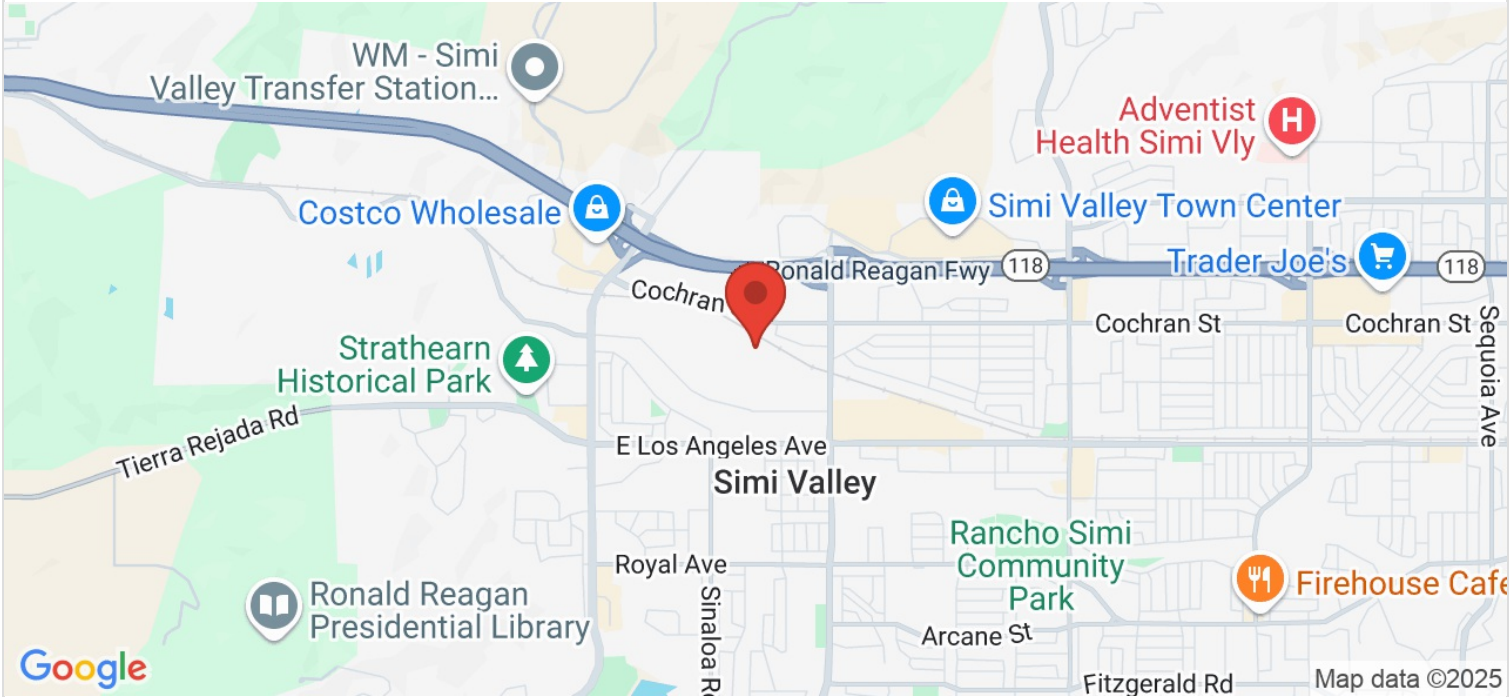 WM - Simi
Valley Transfer Station...
Adventist
Health Simi Vly
H
Costco Wholesale
Simi Valley Town Center
Trader Joe's
Ronald Reagan Fwy
118
118
Cochran
Cochran St
Cochran St
Sequoia Ave
Strathearn
Historical Park
Tierra Rejada Rd
E Los Angeles Ave
Simi Valley
Rancho Simi
Community
Park
Royal Ave
Firehouse Cafe
Ronald Reagan
Presidential Library
Sinaloa Rd
Arcane St
Google
Fitzgerald Rd
Map data ©2025